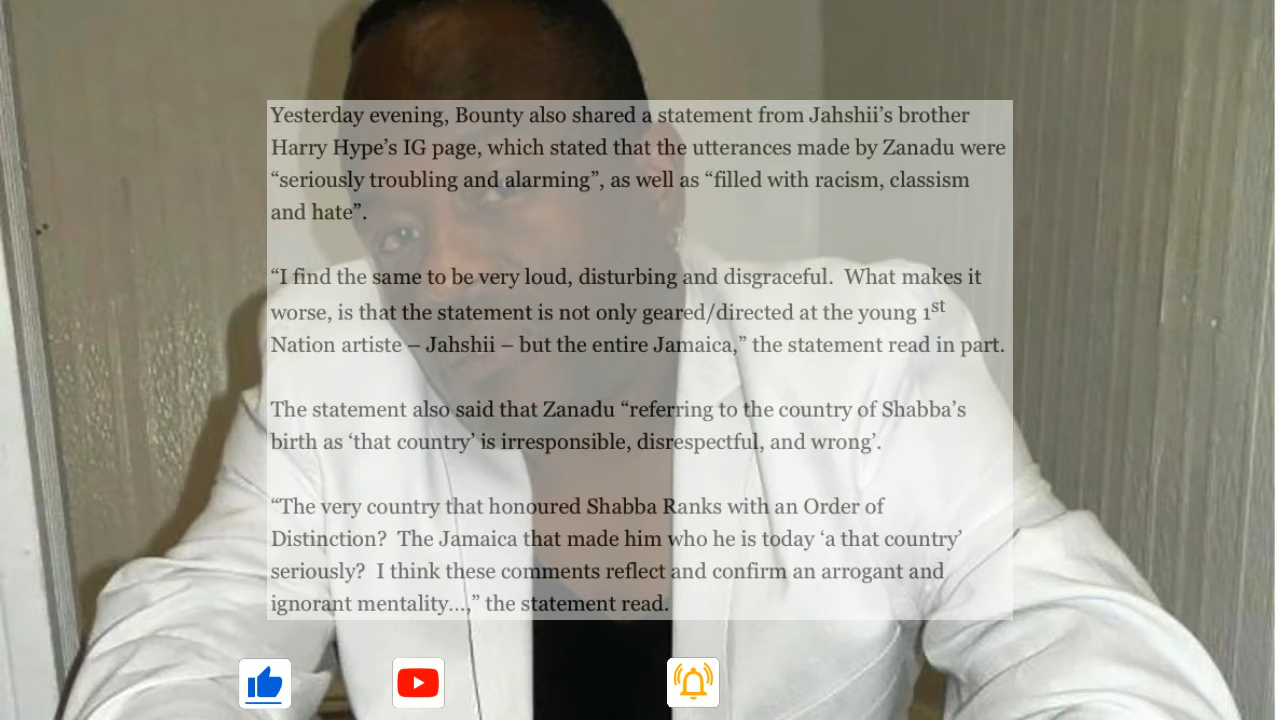 Yesterday evening, Bounty also shared a statement from Jahshii’s brother
Harry Hype’s IG page, which stated that the utterances made by Zanadu were
“seriously troubling and alarming”, as well as “filled with racism, classism
and hate”.
“I find the same to be very loud, disturbing and disgraceful.  What makes it
worse, is that the statement is not only geared/directed at the young 1st
Nation artiste – Jahshii – but the entire Jamaica,” the statement read in part.
The statement also said that Zanadu “referring to the country of Shabba’s
birth as ‘that country’ is irresponsible, disrespectful, and wrong’.
“The very country that honoured Shabba Ranks with an Order of
Distinction?  The Jamaica that made him who he is today ‘a that country’
seriously?  I think these comments reflect and confirm an arrogant and
ignorant mentality…,” the statement read.